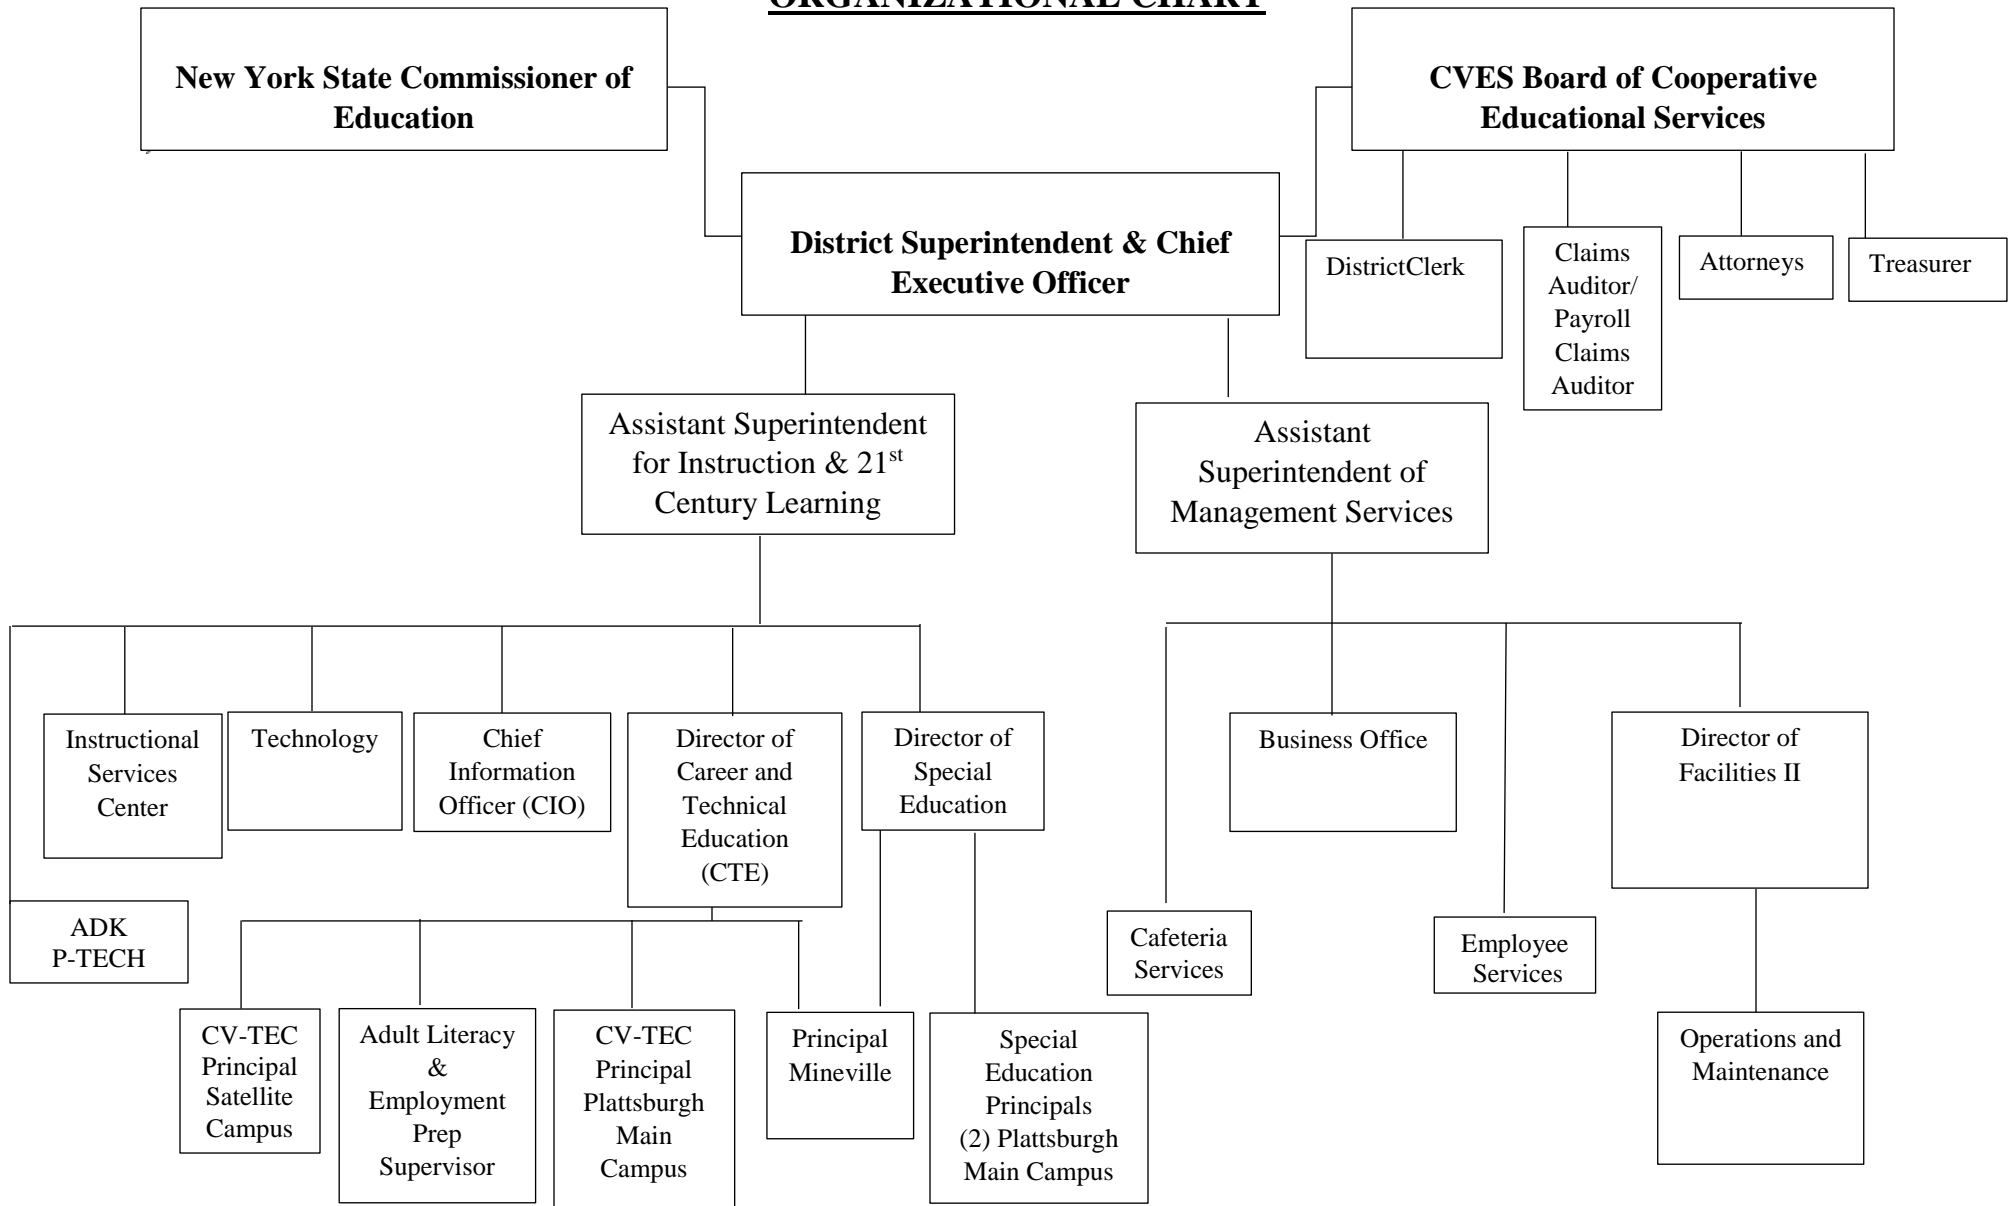 ORGANIZATIONAL CHART
New York State Commissioner of
Education
CVES Board of Cooperative
Educational Services
District Superintendent & Chief
Executive Officer
DistrictClerk
Claims
Auditor/
Payroll
Claims
Auditor
Attorneys
Treasurer
Assistant Superintendent
for Instruction & 21st
Century Learning
Assistant
Superintendent of
Management Services
Instructional
Services
Center
Technology
Chief
Information
Officer (CIO)
Director of
Career and
Technical
Education
(CTE)
Director of
Special
Education
Business Office
Director of
Facilities II
ADK
P-TECH
Cafeteria
Services
Employee
Services
CV-TEC
Principal
Satellite
Campus
Adult Literacy
&
Employment
Prep
Supervisor
CV-TEC
Principal
Plattsburgh
Main
Campus
Principal
Mineville
Special
Education
Principals
(2) Plattsburgh
Main Campus
Operations and
Maintenance